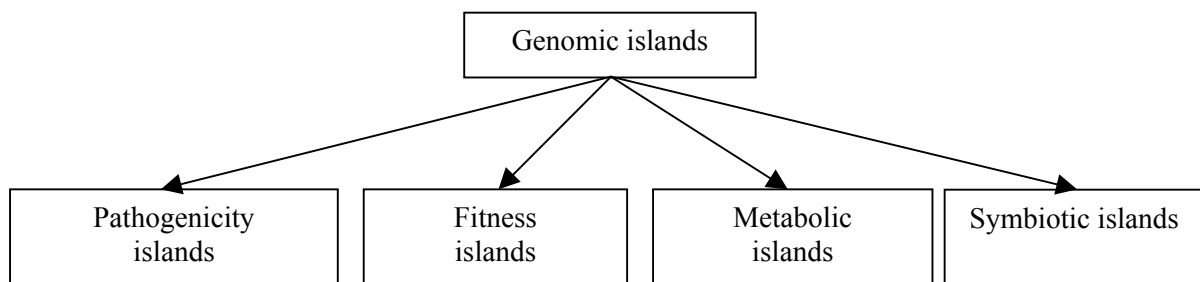 Genomic islands
Pathogenicity
islands
Fitness
islands
Metabolic
islands
Symbiotic islands